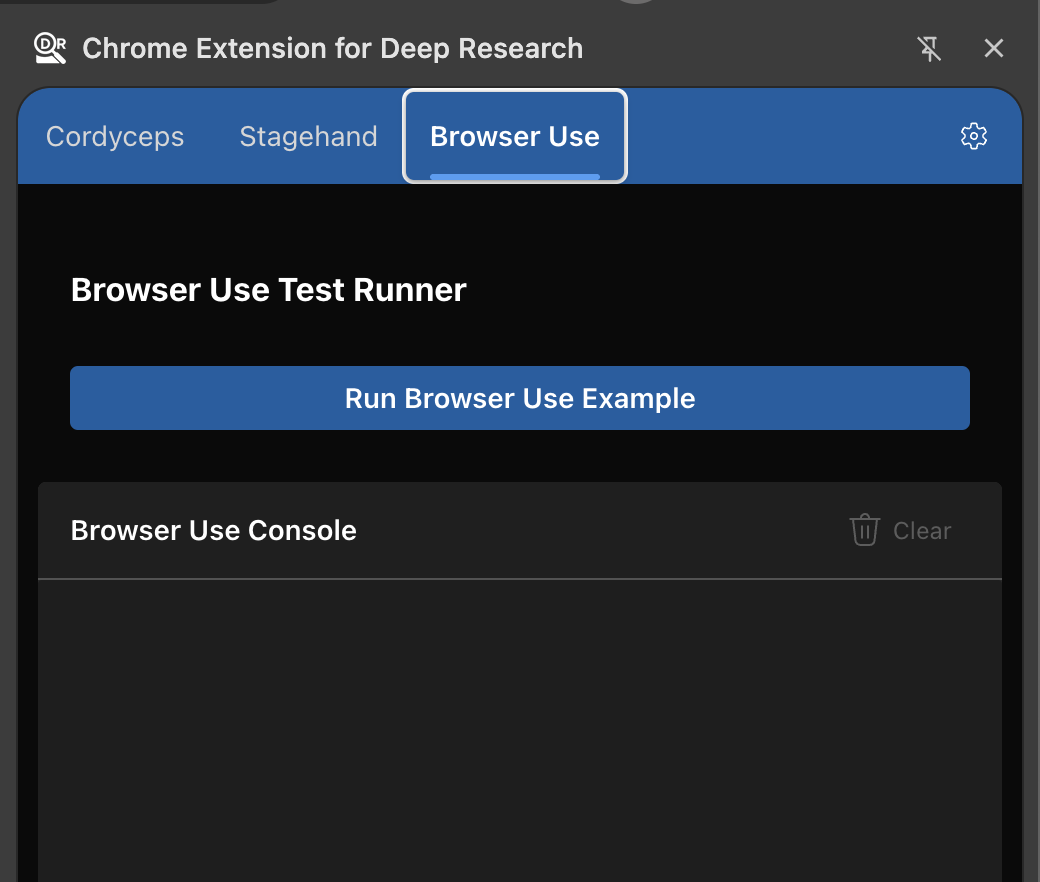 DR Chrome Extension for Deep Research
Cordyceps Stagehand Browser Use
Browser Use Test Runner
Run Browser Use Example
Browser Use Console Clear